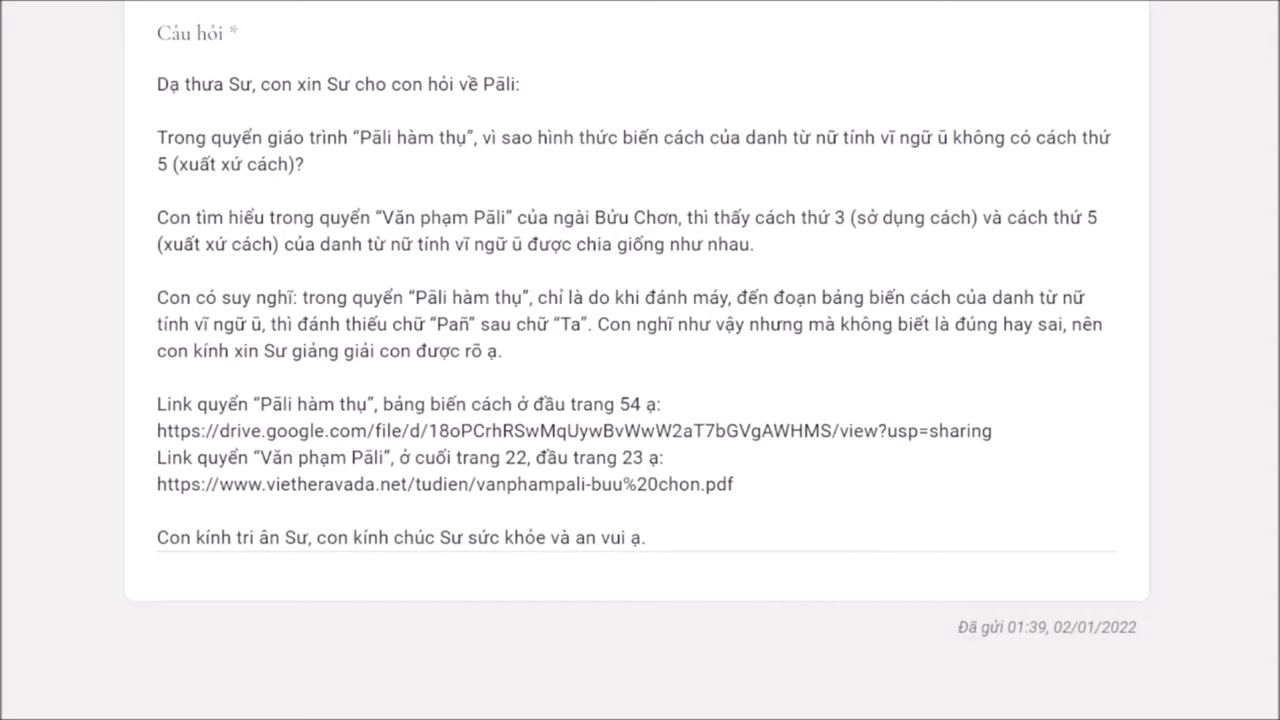 Câu hỏi *
Dạ thưa Sư, con xin Sư cho con hỏi về Pāli:
Trong quyển giáo trình “Pāli hàm thụ”, vì sao hình thức biến cách của danh từ nữ tính vĩ ngữ ū không có cách thứ
5 (xuất xứ cách)?
Con tìm hiểu trong quyển “Văn phạm Pāli” của ngài Bửu Chơn, thì thấy cách thứ 3 (sở dụng cách) và cách thứ 5
(xuất xứ cách) của danh từ nữ tính vĩ ngữ ū được chia giống như nhau.
Con có suy nghĩ: trong quyển “Pāli hàm thụ”, chỉ là do khi đánh máy, đến đoạn bảng biến cách của danh từ nữ
tính vĩ ngữ ū, thì đánh thiếu chữ “Pañ” sau chữ “Ta”. Con nghĩ như vậy nhưng mà không biết là đúng hay sai, nên
con kính xin Sư giảng giải con được rõ ạ.
Link quyển “Pāli hàm thụ”, bảng biến cách ở đầu trang 54 ạ:
https://drive.google.com/file/d/18oPCrhRSwMqUywBvWwW2aT7bGVgAWHMS/view?usp=sharing
Link quyển “Văn phạm Pāli”, ở cuối trang 22, đầu trang 23 ạ:
https://www.vietheravada.net/tudien/vanphampali-buu%20chon.pdf
Con kính tri ân Sư, con kính chúc Sư sức khỏe và an vui ạ.
Đã gửi 01:39, 02/01/2022